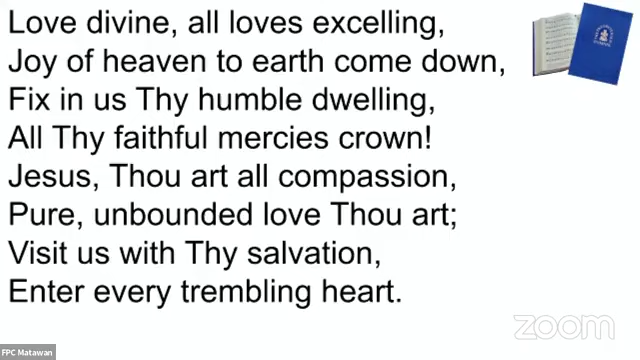 Love divine, all loves excelling,
Joy of heaven to earth come down,
Fix in us Thy humble dwelling,
All Thy faithful mercies crown!
Jesus, Thou art all compassion,
Pure, unbounded love Thou art;
Visit us with Thy salvation,
Enter every trembling heart.
zoom
FPC Matawan